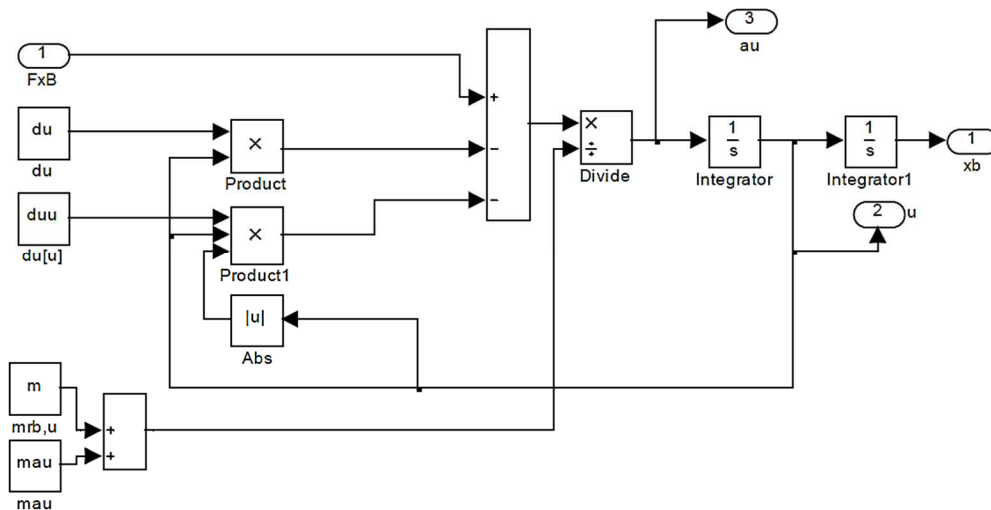 3
au
1
FxB
+
du
du
×
Product
−
×
÷
Divide
1
s
Integrator
1
s
Integrator1
1
xb
duu
du[u]
×
Product1
−
2
u
|u|
Abs
m
mrb,u
+
+
mau
mau